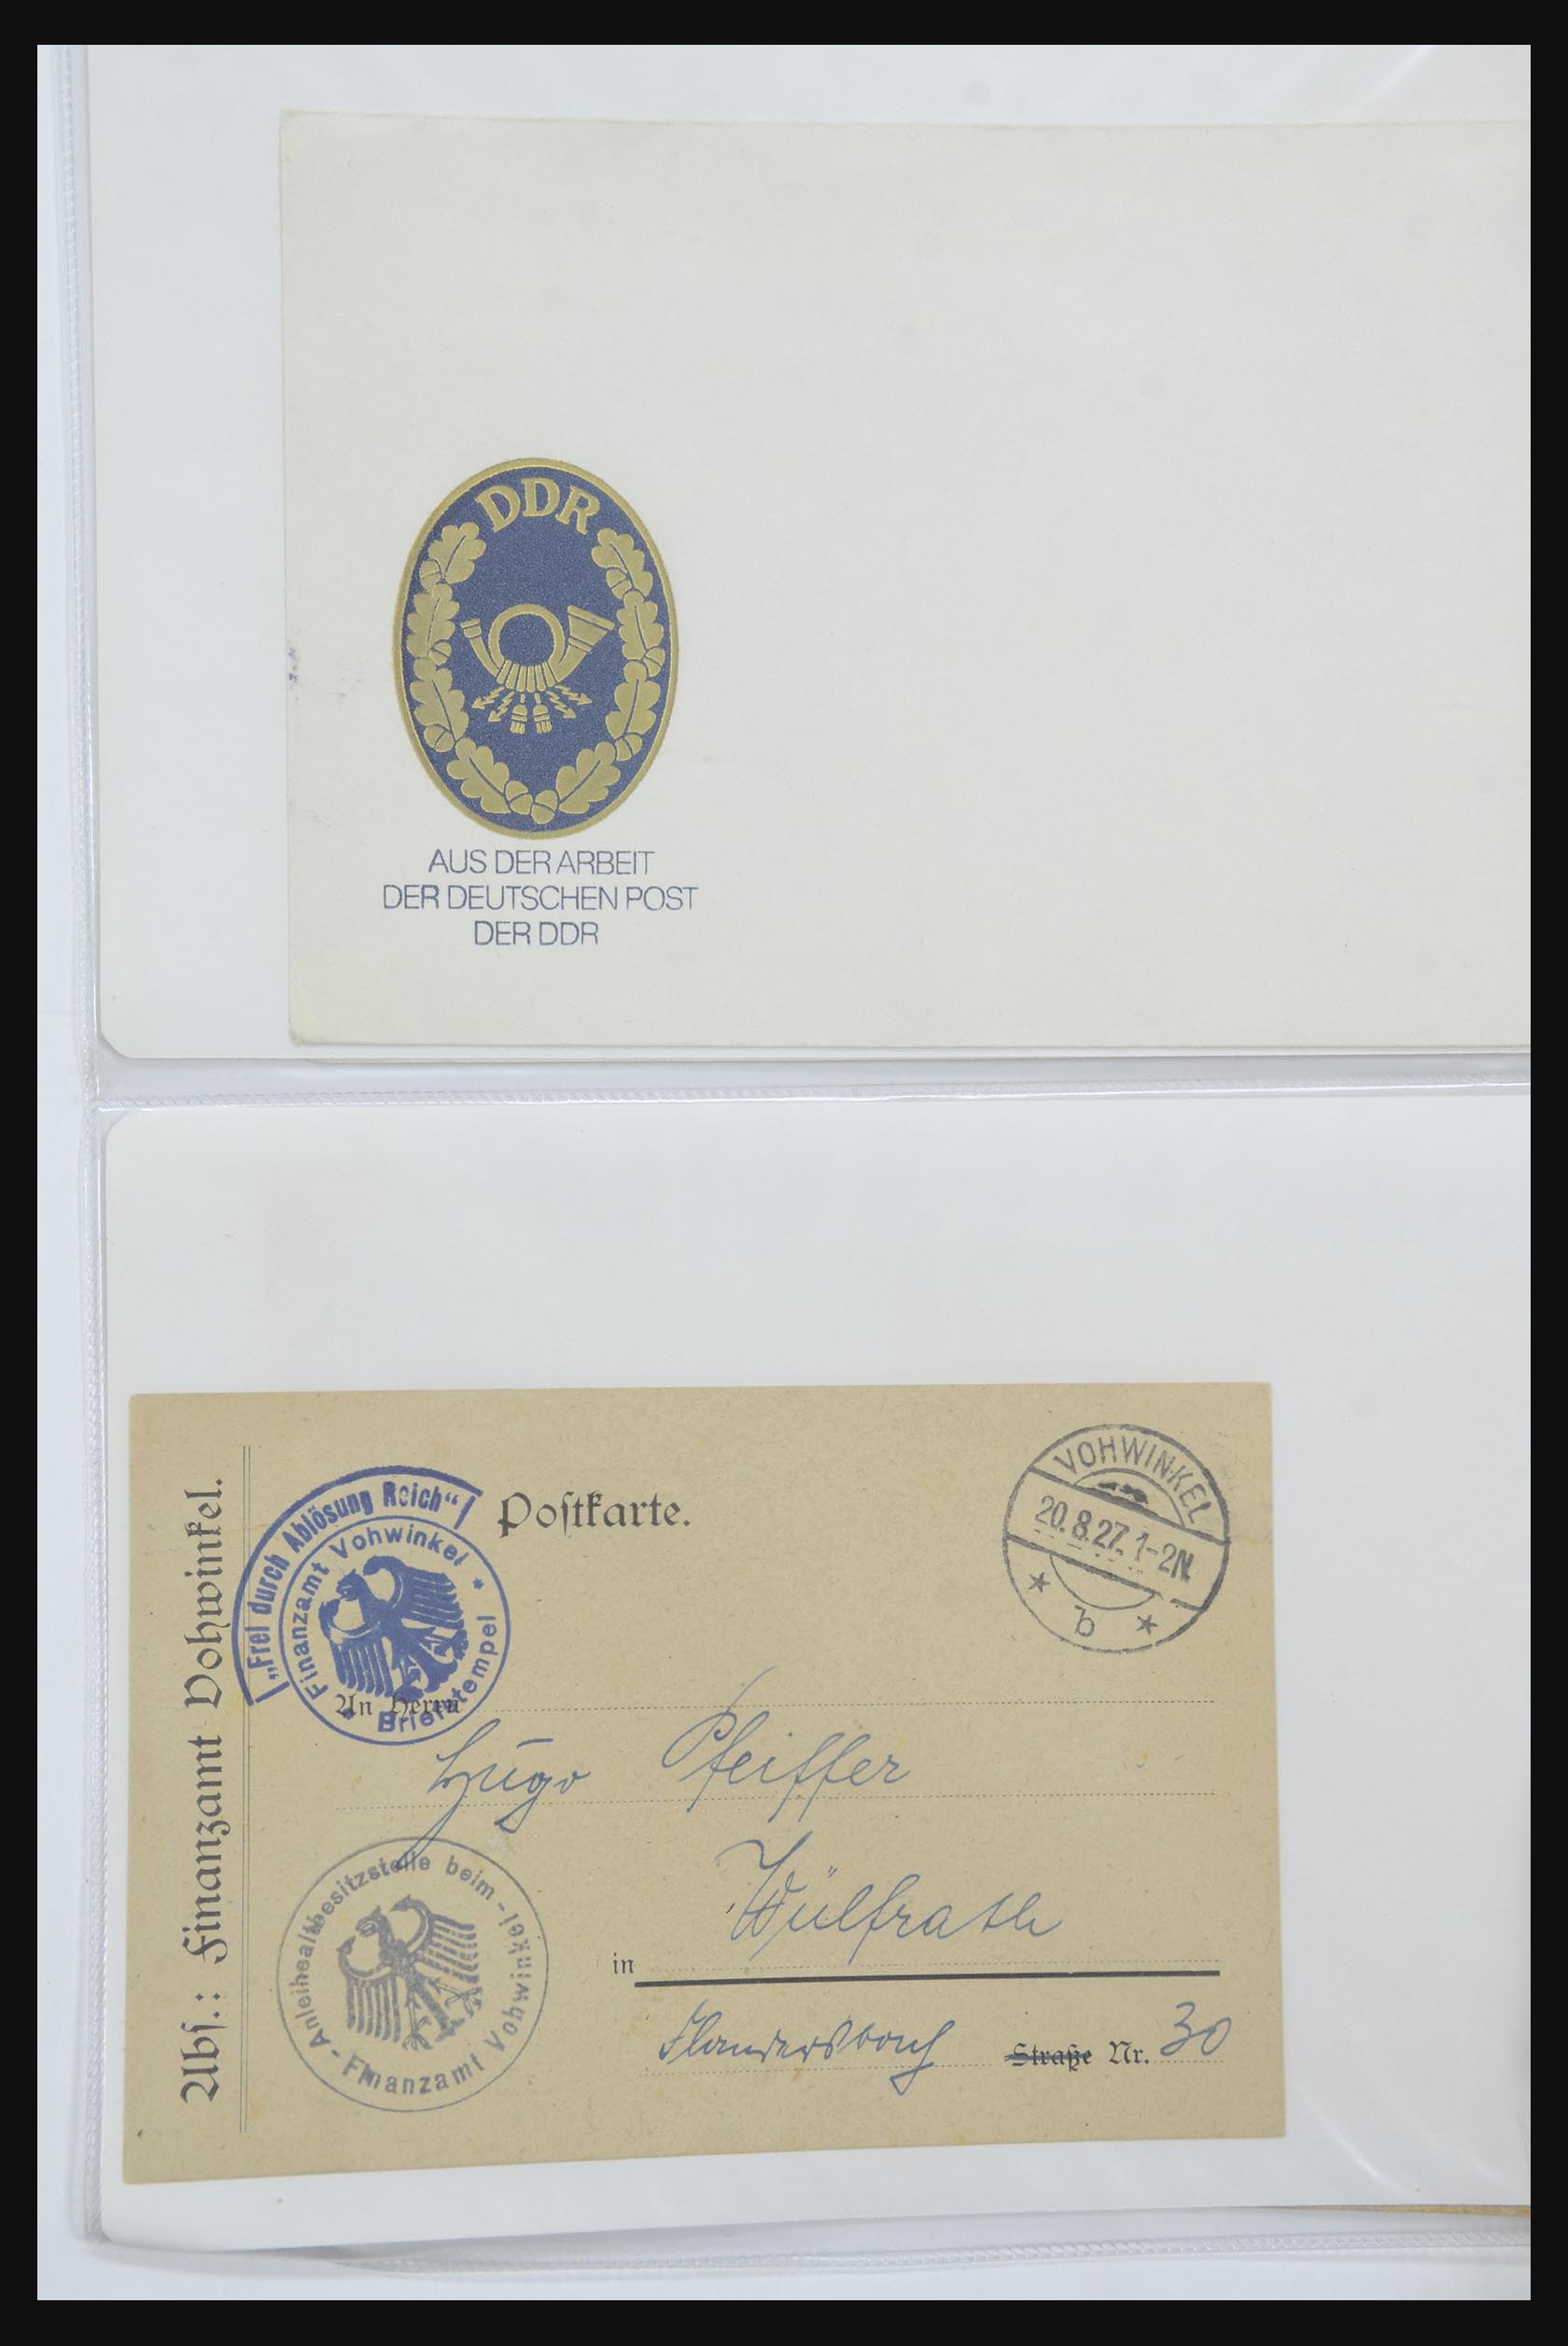 DDR
AUS DER ARBEIT
DER DEUTSCHEN POST
DER DDR
Abſ.: Finanzamt Vohwinkel.
„Frei durch Ablösung Reich“
Finanzamt Vohwinkel *
Briefstempel
Poſtkarte.
VOHWINKEL
20.8.27. 1-2N.
* b *
An Herrn
Hugo Pfeiffer
Wülfrath
in
Straße Nr. 30
Anleihealtbesitzstelle beim -
- Finanzamt Vohwinkel -